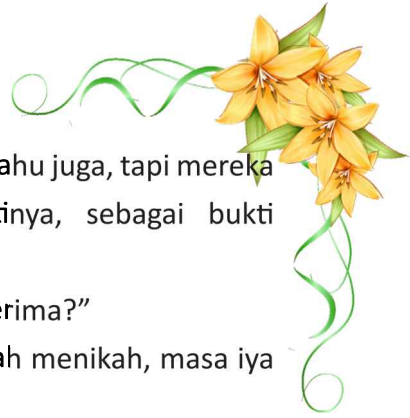 ahu juga, tapi mereka
tinya, sebagai bukti
erima?”
ah menikah, masa iya